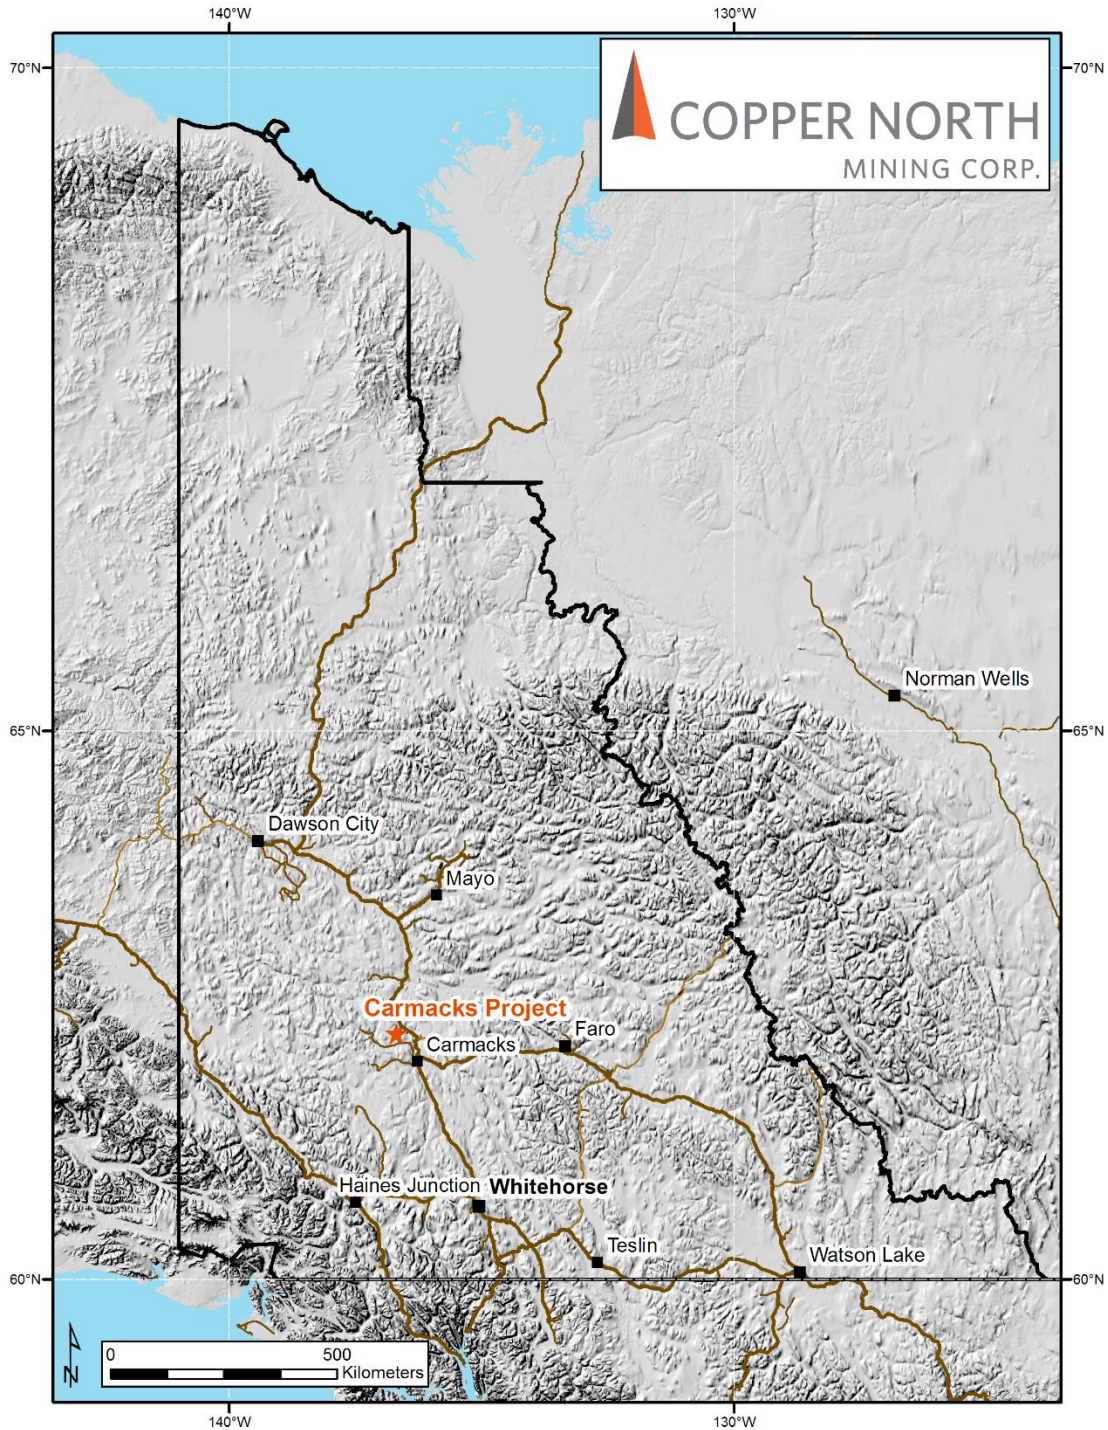 140°W
130°W
70°N
70°N
COPPER NORTH
MINING CORP.
Norman Wells
65°N
65°N
Dawson City
Mayo
Carmacks Project
Faro
Carmacks
Haines Junction
Whitehorse
Teslin
Watson Lake
60°N
60°N
N
0
500
Kilometers
140°W
130°W